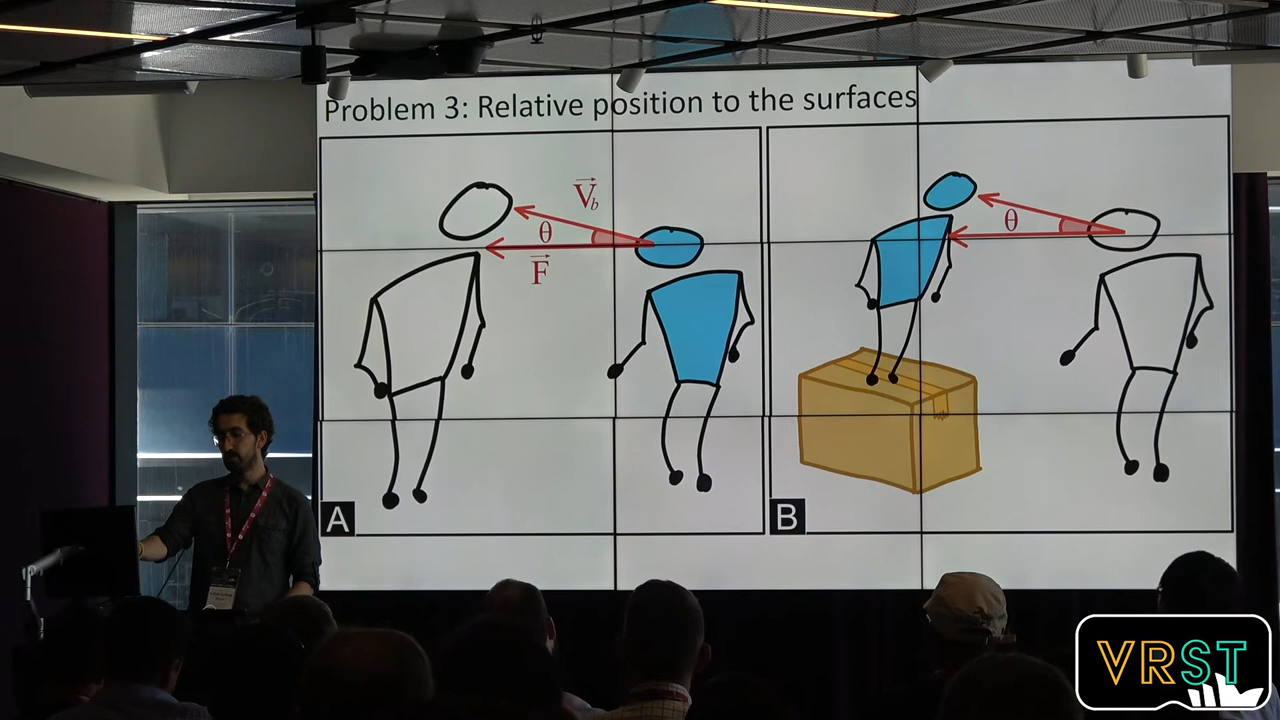 Problem 3: Relative position to the surfaces
V⃗b
θ
F⃗
θ
A
B
VRST